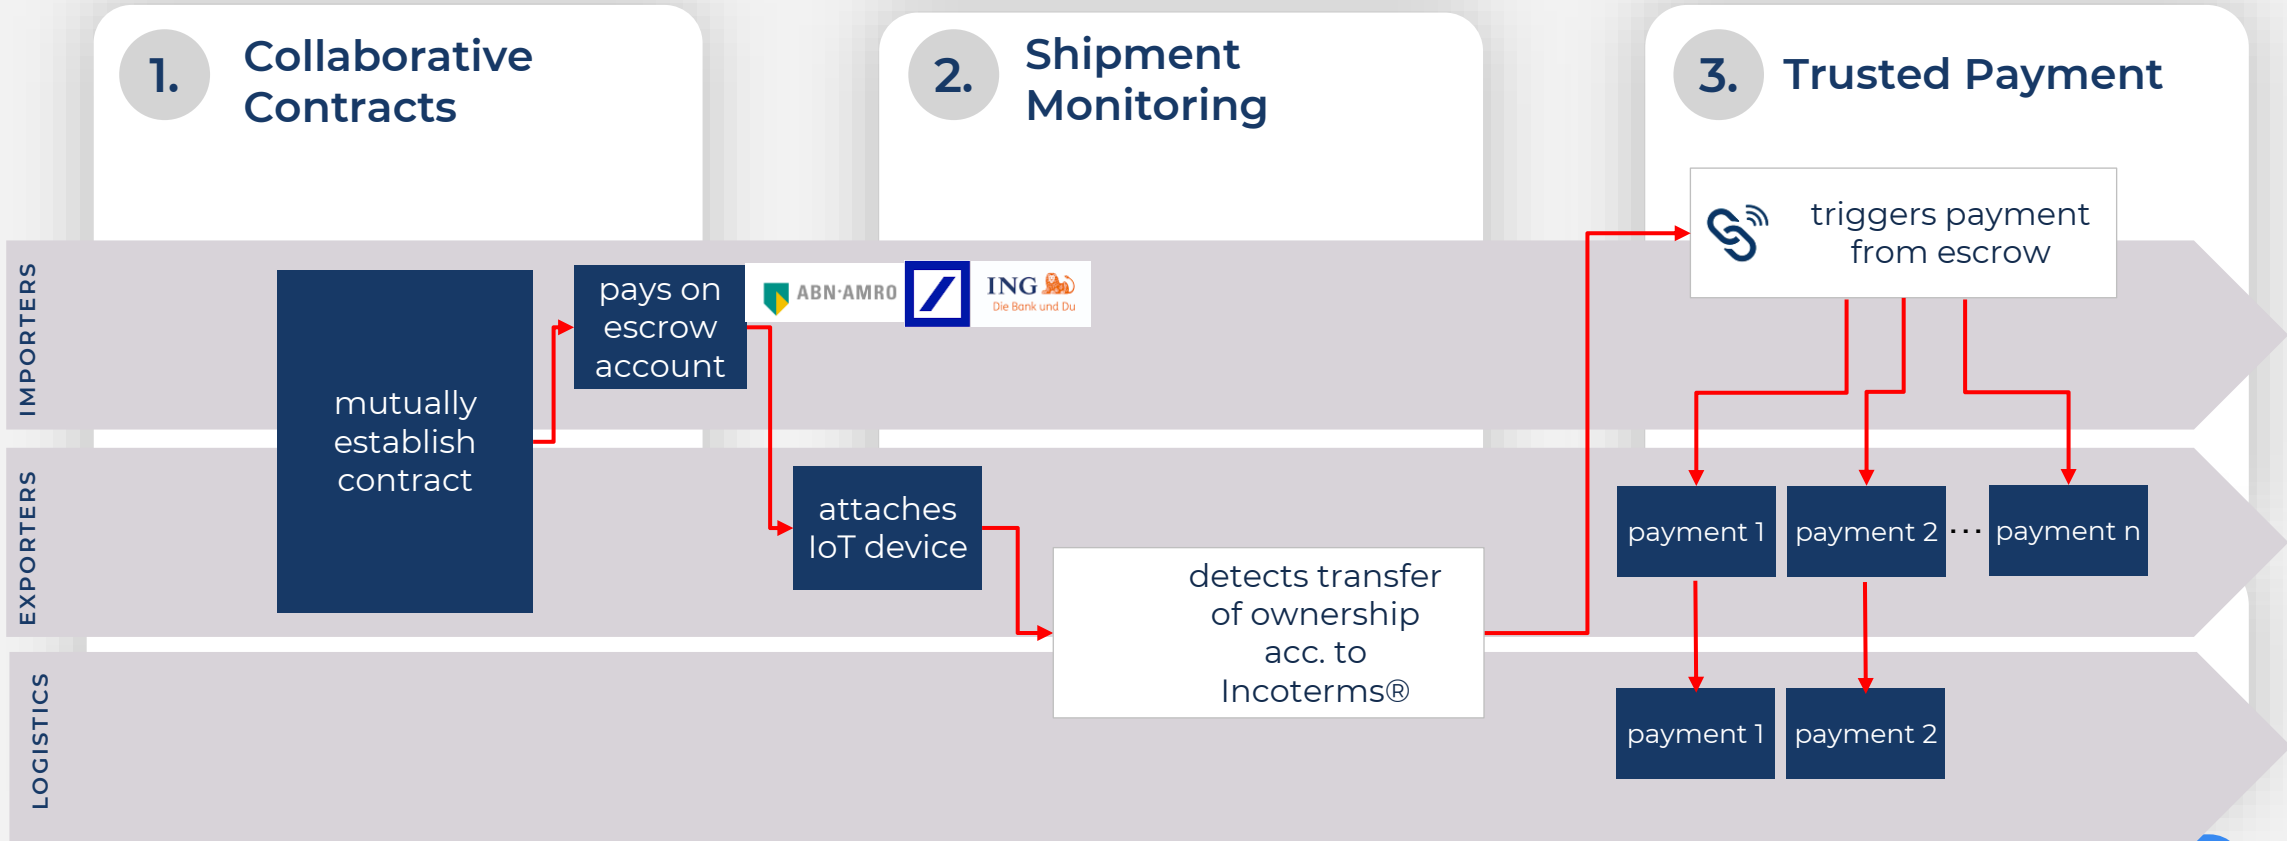 1.
Collaborative
Contracts
2.
Shipment
Monitoring
3.
Trusted Payment
IMPORTERS
mutually
establish
contract
pays on
escrow
account
ABN·AMRO
ING
Die Bank und Du
triggers payment
from escrow
EXPORTERS
attaches
IoT device
detects transfer
of ownership
acc. to
Incoterms®
payment 1
payment 2
...
payment n
LOGISTICS
payment 1
payment 2